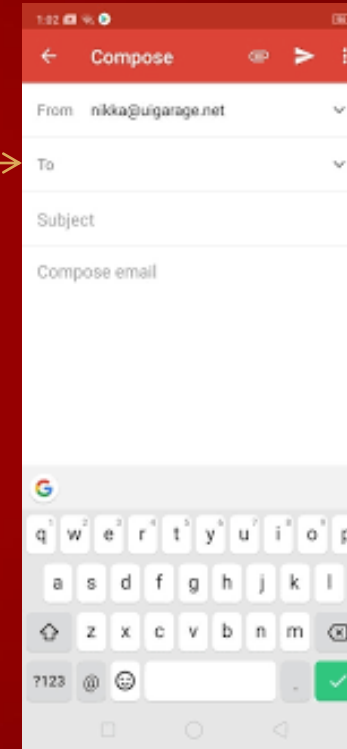 1:02
Compose
From nikka@uigarage.net
To
Subject
Compose email
G
q w e r t y u i o p
a s d f g h j k l
z x c v b n m
?123 @ .